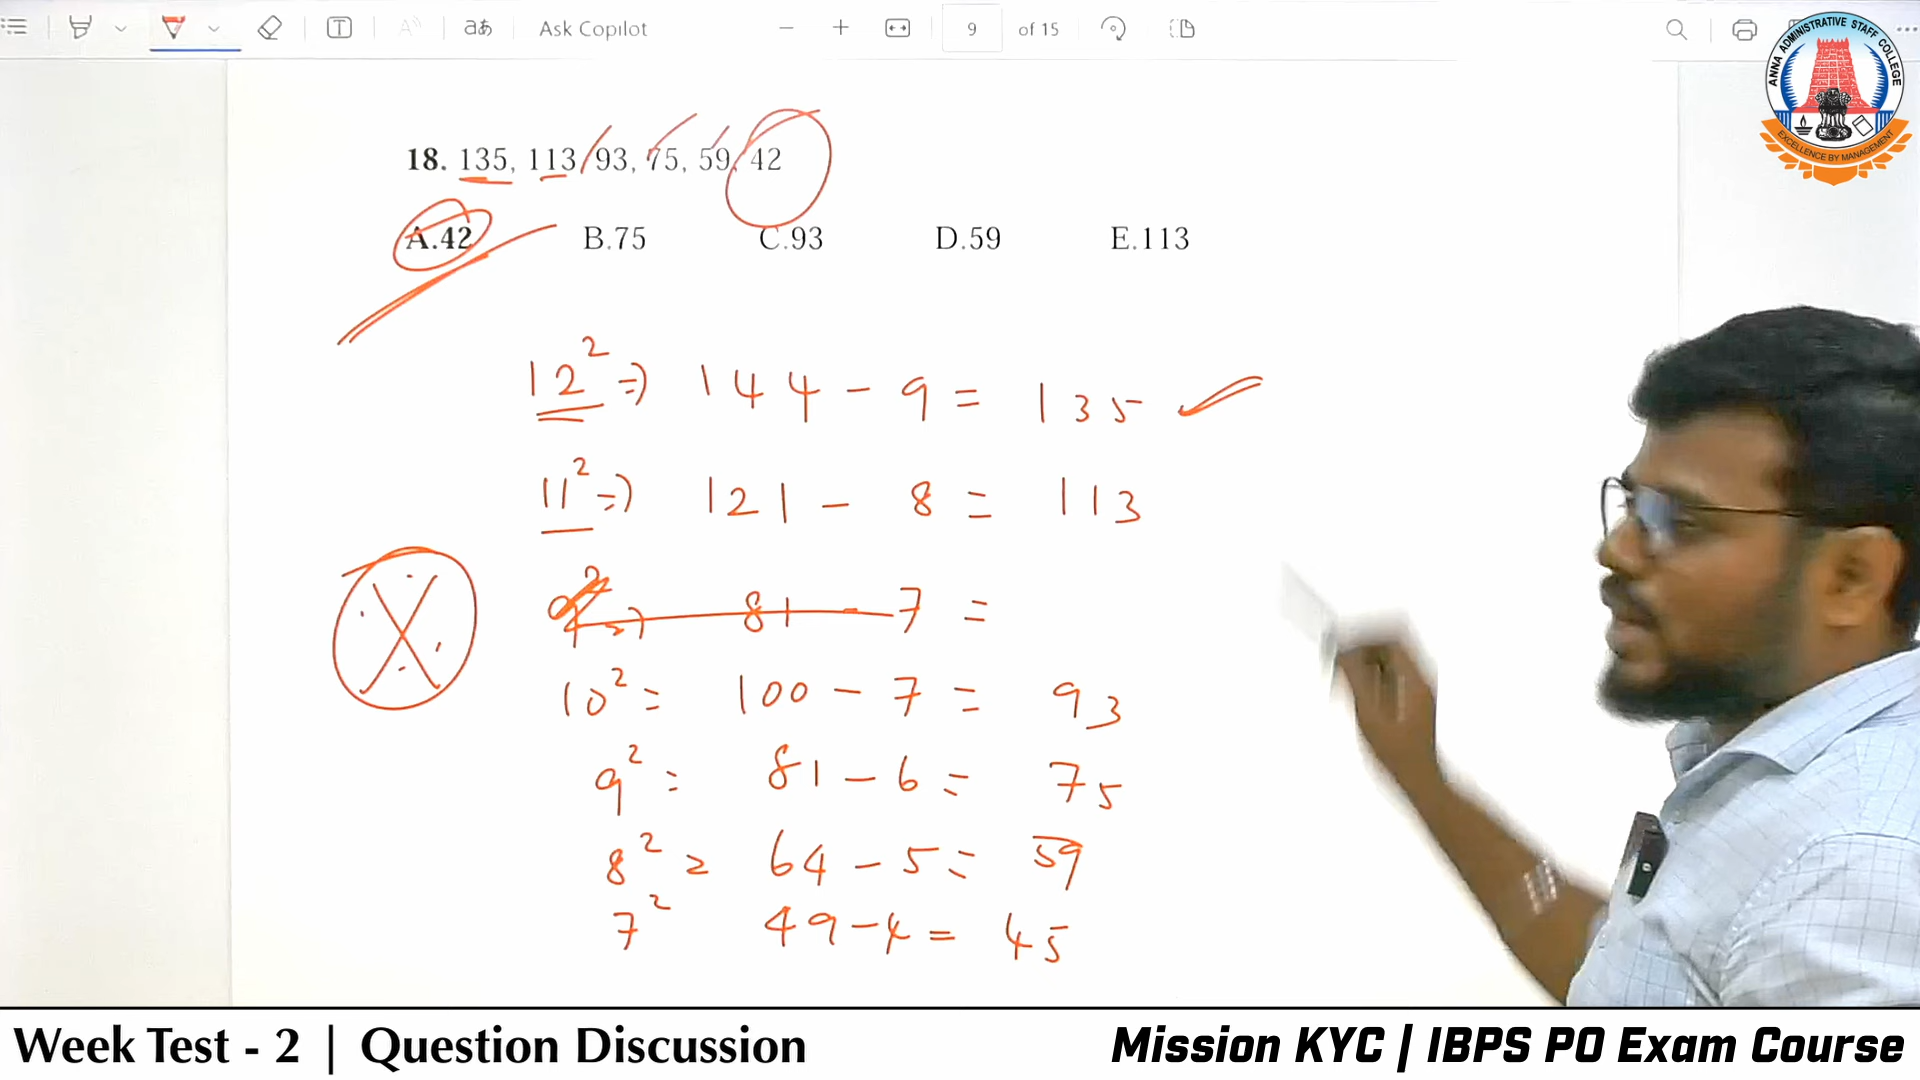 Ask Copilot
9 of 15
ANNA ADMINISTRATIVE STAFF COLLEGE
EXCELLENCE BY MANAGEMENT
18. 135, 113, 93, 75, 59, 42
A.42 B.75 C.93 D.59 E.113
12² => 144 - 9 = 135
11² => 121 - 8 = 113
9² => 81 - 7 =
10² = 100 - 7 = 93
9² = 81 - 6 = 75
8² = 64 - 5 = 59
7² 49 - 4 = 45
Week Test - 2 | Question Discussion
Mission KYC | IBPS PO Exam Course